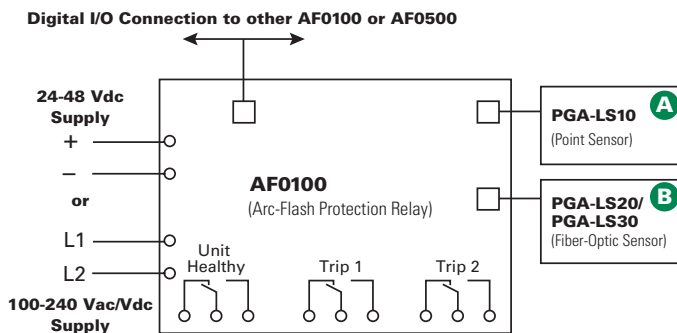 Digital I/O Connection to other AF0100 or AF0500
24-48 Vdc
Supply
+
–
or
L1
L2
100-240 Vac/Vdc
Supply
AF0100
(Arc-Flash Protection Relay)
Unit
Healthy
Trip 1
Trip 2
A
PGA-LS10
(Point Sensor)
B
PGA-LS20/
PGA-LS30
(Fiber-Optic Sensor)